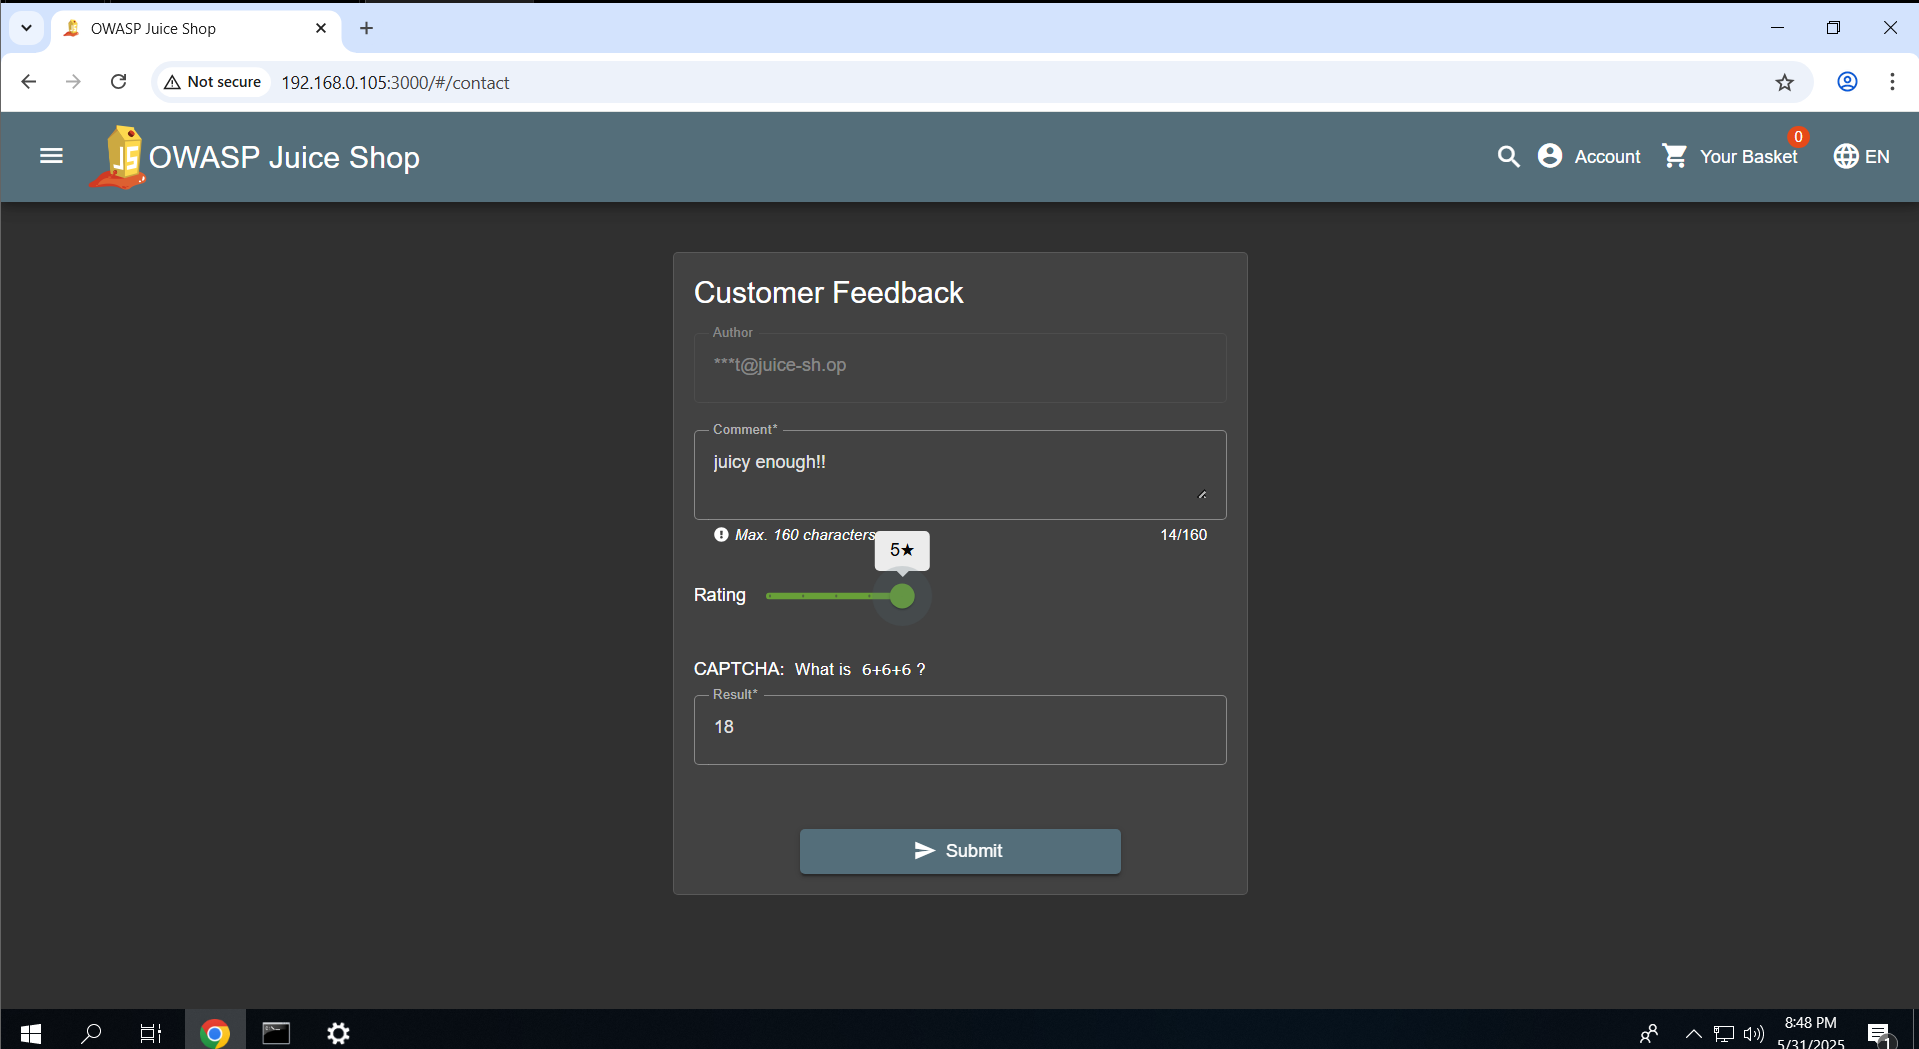 OWASP Juice Shop
Not secure
192.168.0.105:3000/#/contact
JS
OWASP Juice Shop
Account
Your Basket
0
EN
Customer Feedback
Author
***t@juice-sh.op
Comment*
juicy enough!!
Max. 160 characters
14/160
5★
Rating
CAPTCHA: What is 6+6+6 ?
Result*
18
Submit
8:48 PM
5/31/2025
1